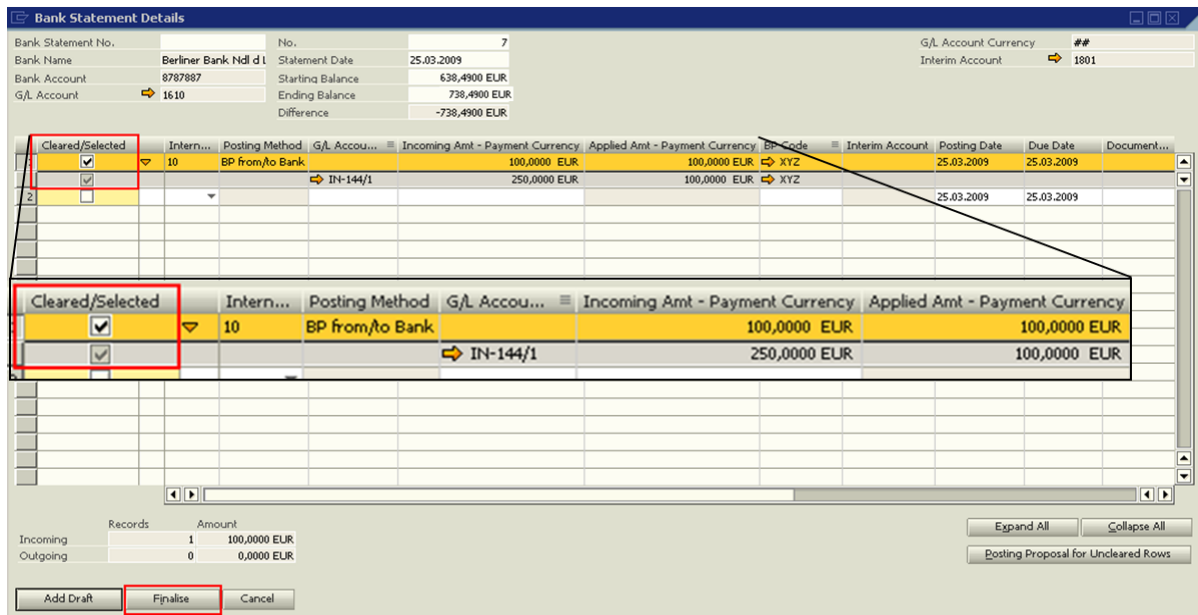 Bank Statement Details
Bank Statement No. No. 7 G/L Account Currency ##
Bank Name Berliner Bank Ndl d Statement Date 25.03.2009 Interim Account 1801
Bank Account 8787887 Starting Balance 638,4900 EUR
G/L Account 1610 Ending Balance 738,4900 EUR
Difference -738,4900 EUR
Cleared/Selected Intern... Posting Method G/L Accou... Incoming Amt - Payment Currency Applied Amt - Payment Currency BP Code Interim Account Posting Date Due Date Document...
10 BP from/to Bank 100,0000 EUR 100,0000 EUR XYZ 25.03.2009 25.03.2009
IN-144/1 250,0000 EUR 100,0000 EUR XYZ
2 25.03.2009 25.03.2009
Cleared/Selected Intern... Posting Method G/L Accou... Incoming Amt - Payment Currency Applied Amt - Payment Currency
10 BP from/to Bank 100,0000 EUR 100,0000 EUR
IN-144/1 250,0000 EUR 100,0000 EUR
Records Amount
Incoming 1 100,0000 EUR
Outgoing 0 0,0000 EUR
Expand All Collapse All
Posting Proposal for Uncleared Rows
Add Draft Finalise Cancel